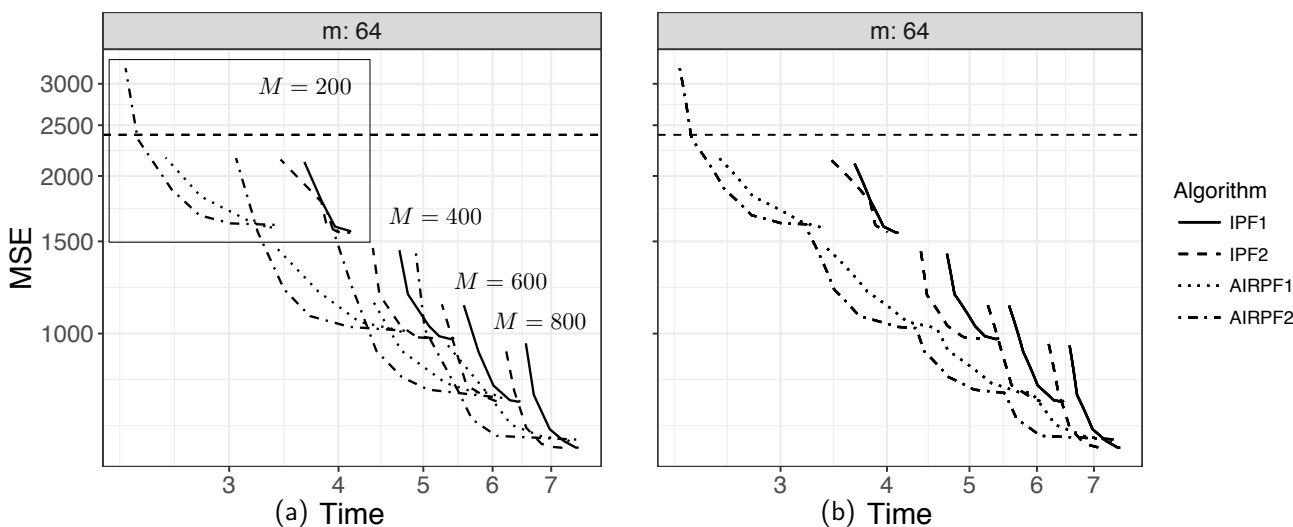 m: 64
m: 64
MSE
3000
2500
2000
1500
1000
M = 200
M = 400
M = 600
M = 800
3 4 5 6 7
3 4 5 6 7
(a) Time
(b) Time
Algorithm
IPF1
IPF2
AIRPF1
AIRPF2